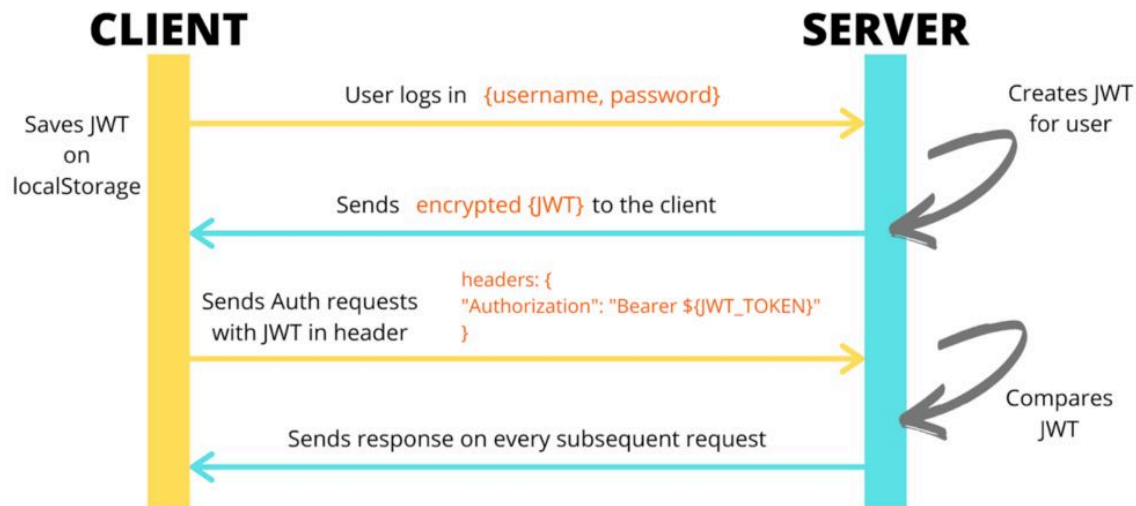 CLIENT
SERVER
User logs in {username, password}
Creates JWT
for user
Saves JWT
on
localStorage
Sends encrypted {JWT} to the client
headers: {
"Authorization": "Bearer ${JWT_TOKEN}"
}
Sends Auth requests
with JWT in header
Compares
JWT
Sends response on every subsequent request